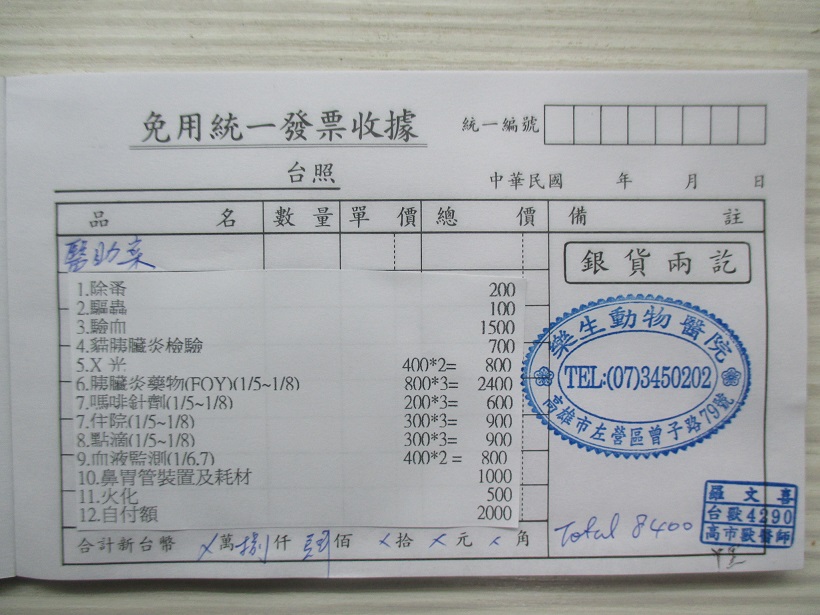 免用統一發票收據
統一編號
台照
中華民國 年 月 日
品 名 數量 單價 總價 備註
醫助案
銀貨兩訖
1.除蚤 200
2.驅蟲 100
3.驗血 1500
4.貓胰臟炎檢驗 700
5.X 光 400*2= 800
6.胰臟炎藥物(FOY)(1/5~1/8) 800*3= 2400
7.嗎啡針劑(1/5~1/8) 200*3= 600
7.住院(1/5~1/8) 300*3= 900
8.點滴(1/5~1/8) 300*3= 900
9.血液監測(1/6.7) 400*2 = 800
10.鼻胃管裝置及耗材 1000
11.火化 500
12.自付額 2000
樂生動物醫院
TEL:(07)3450202
高雄市左營區曾子路79號
Total 8400
羅文喜
台獸4290
高市獸醫師
合計新台幣 ×萬捌仟肆佰×拾×元×角